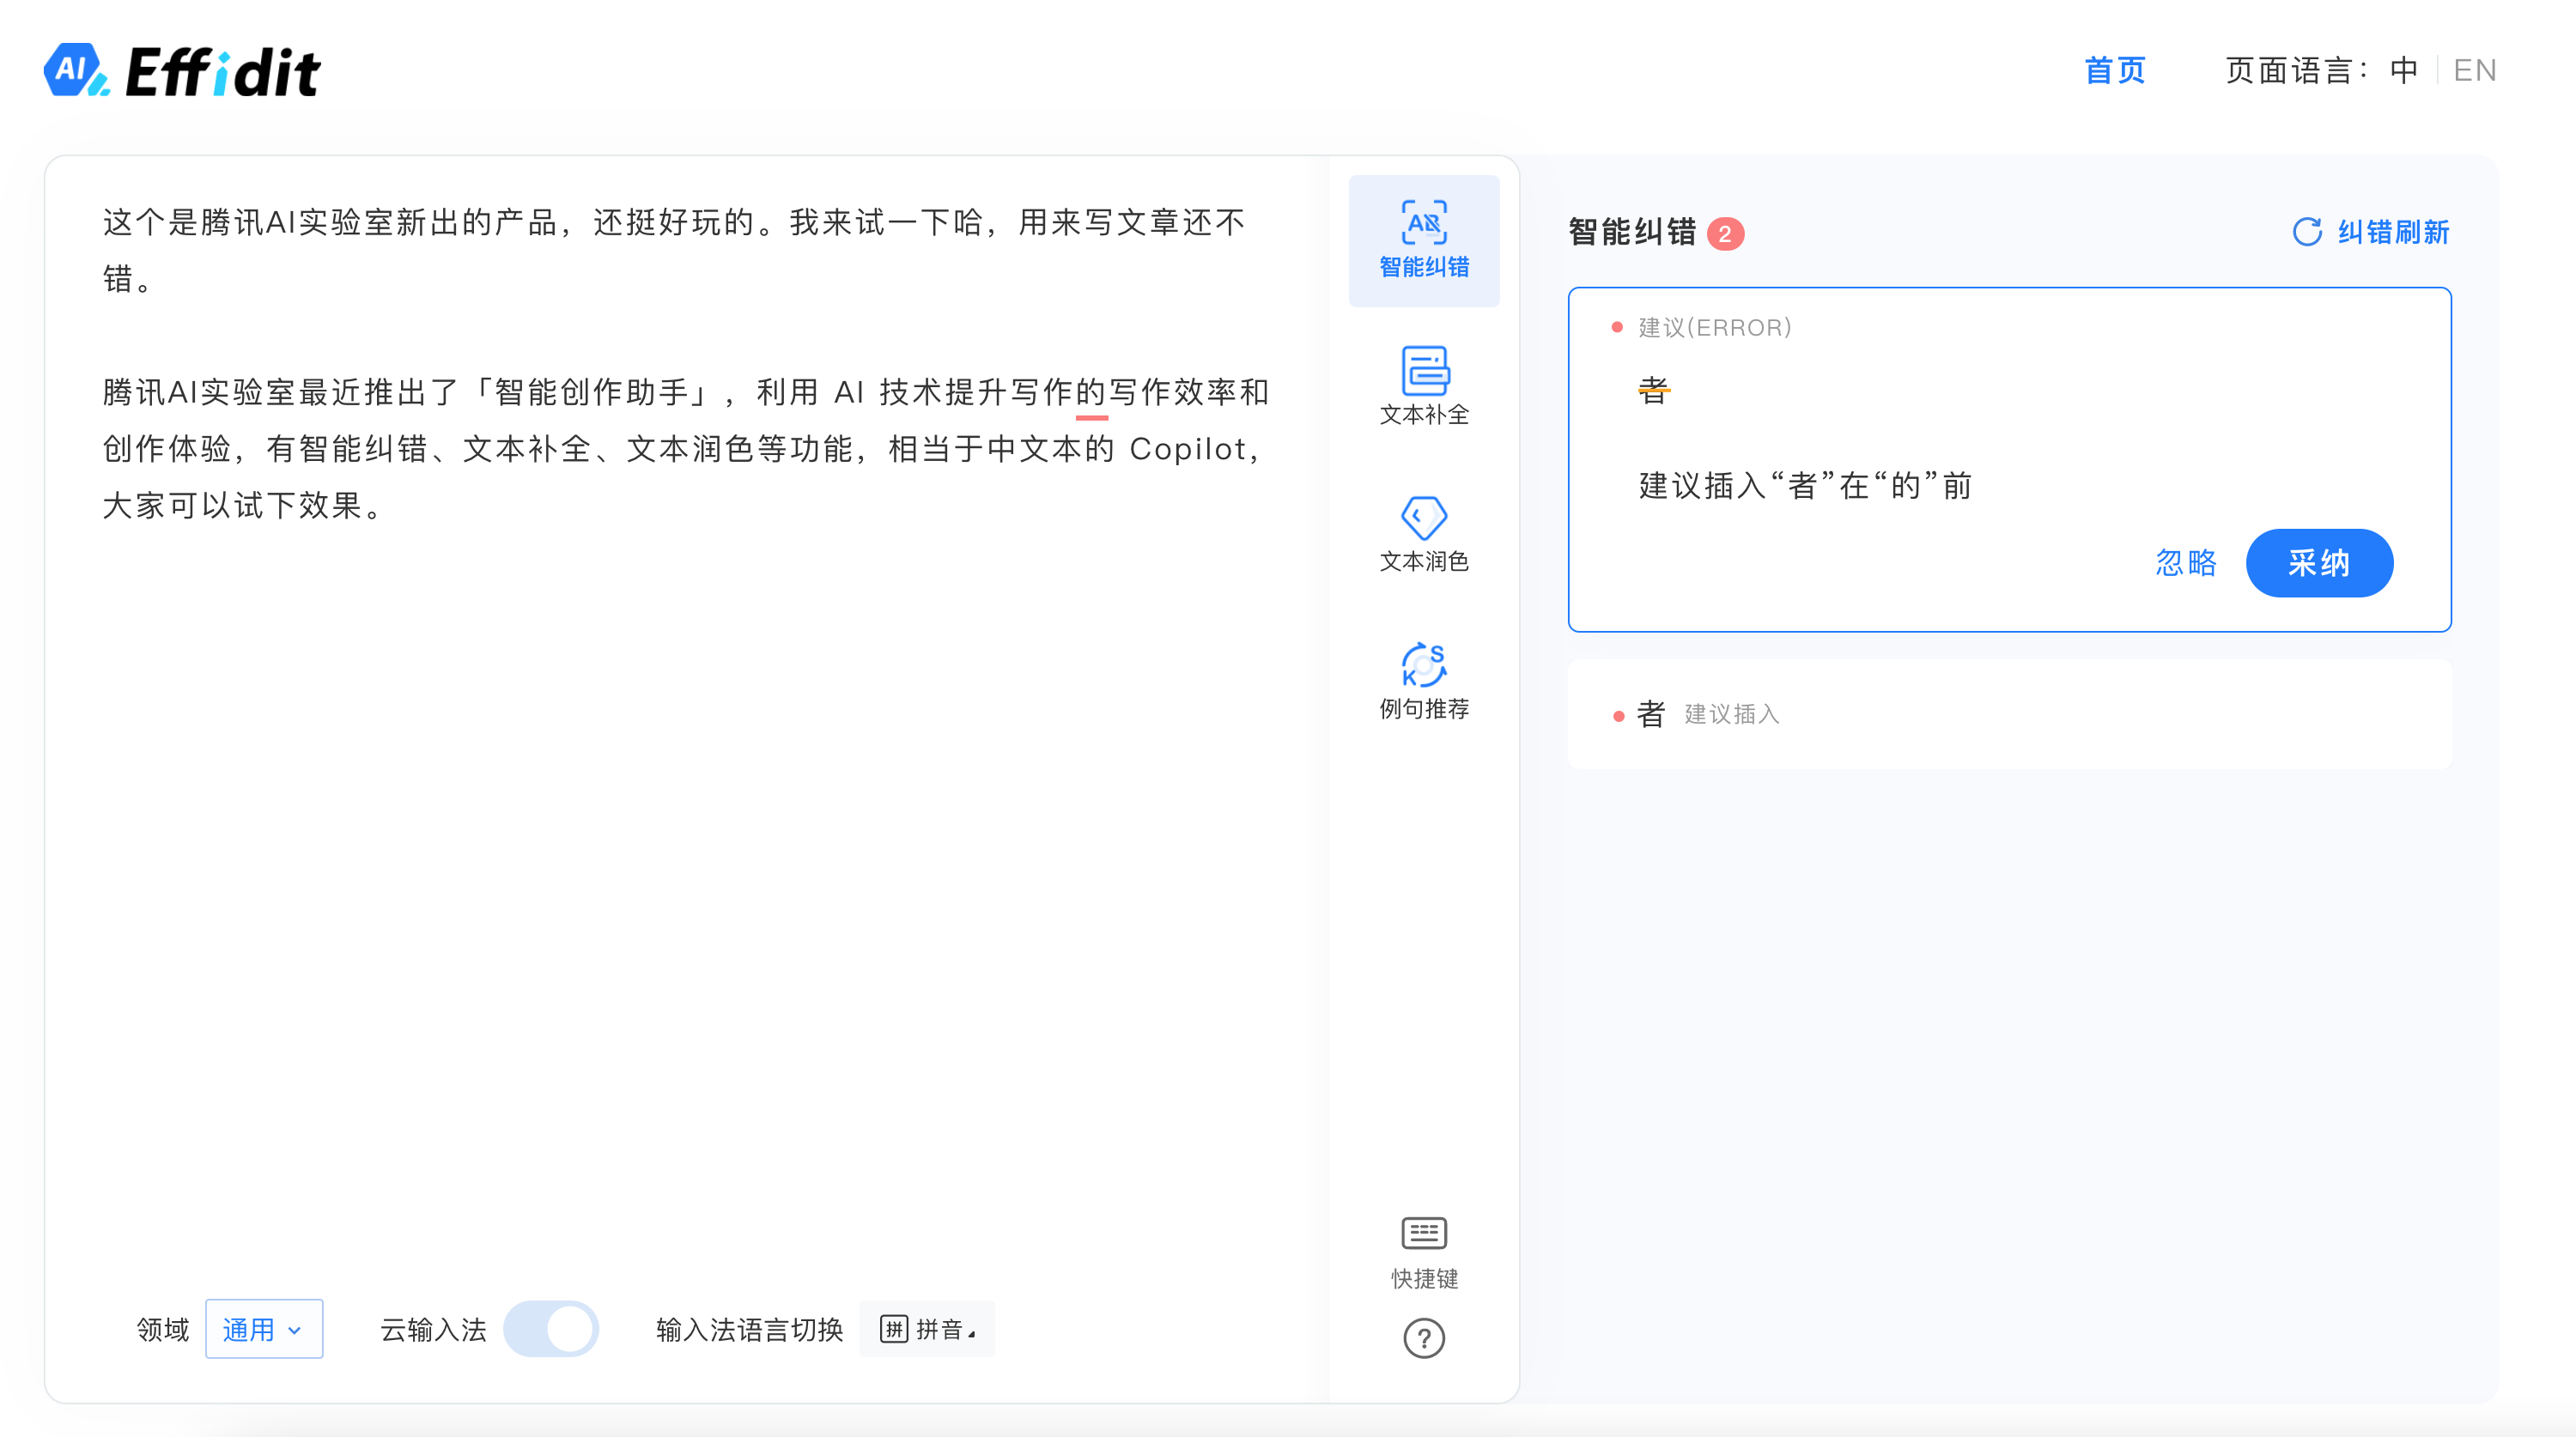 AI Effidit
首页
页面语言： 中 | EN
这个是腾讯AI实验室新出的产品，还挺好玩的。我来试一下哈，用来写文章还不
错。
腾讯AI实验室最近推出了「智能创作助手」，利用 AI 技术提升写作的写作效率和
创作体验，有智能纠错、文本补全、文本润色等功能，相当于中文本的 Copilot，
大家可以试下效果。
领域 通用
云输入法
输入法语言切换 拼 拼音
AB
智能纠错
文本补全
文本润色
S
K
例句推荐
快捷键
?
智能纠错 2
纠错刷新
建议(ERROR)
者
建议插入“者”在“的”前
忽略 采纳
者 建议插入